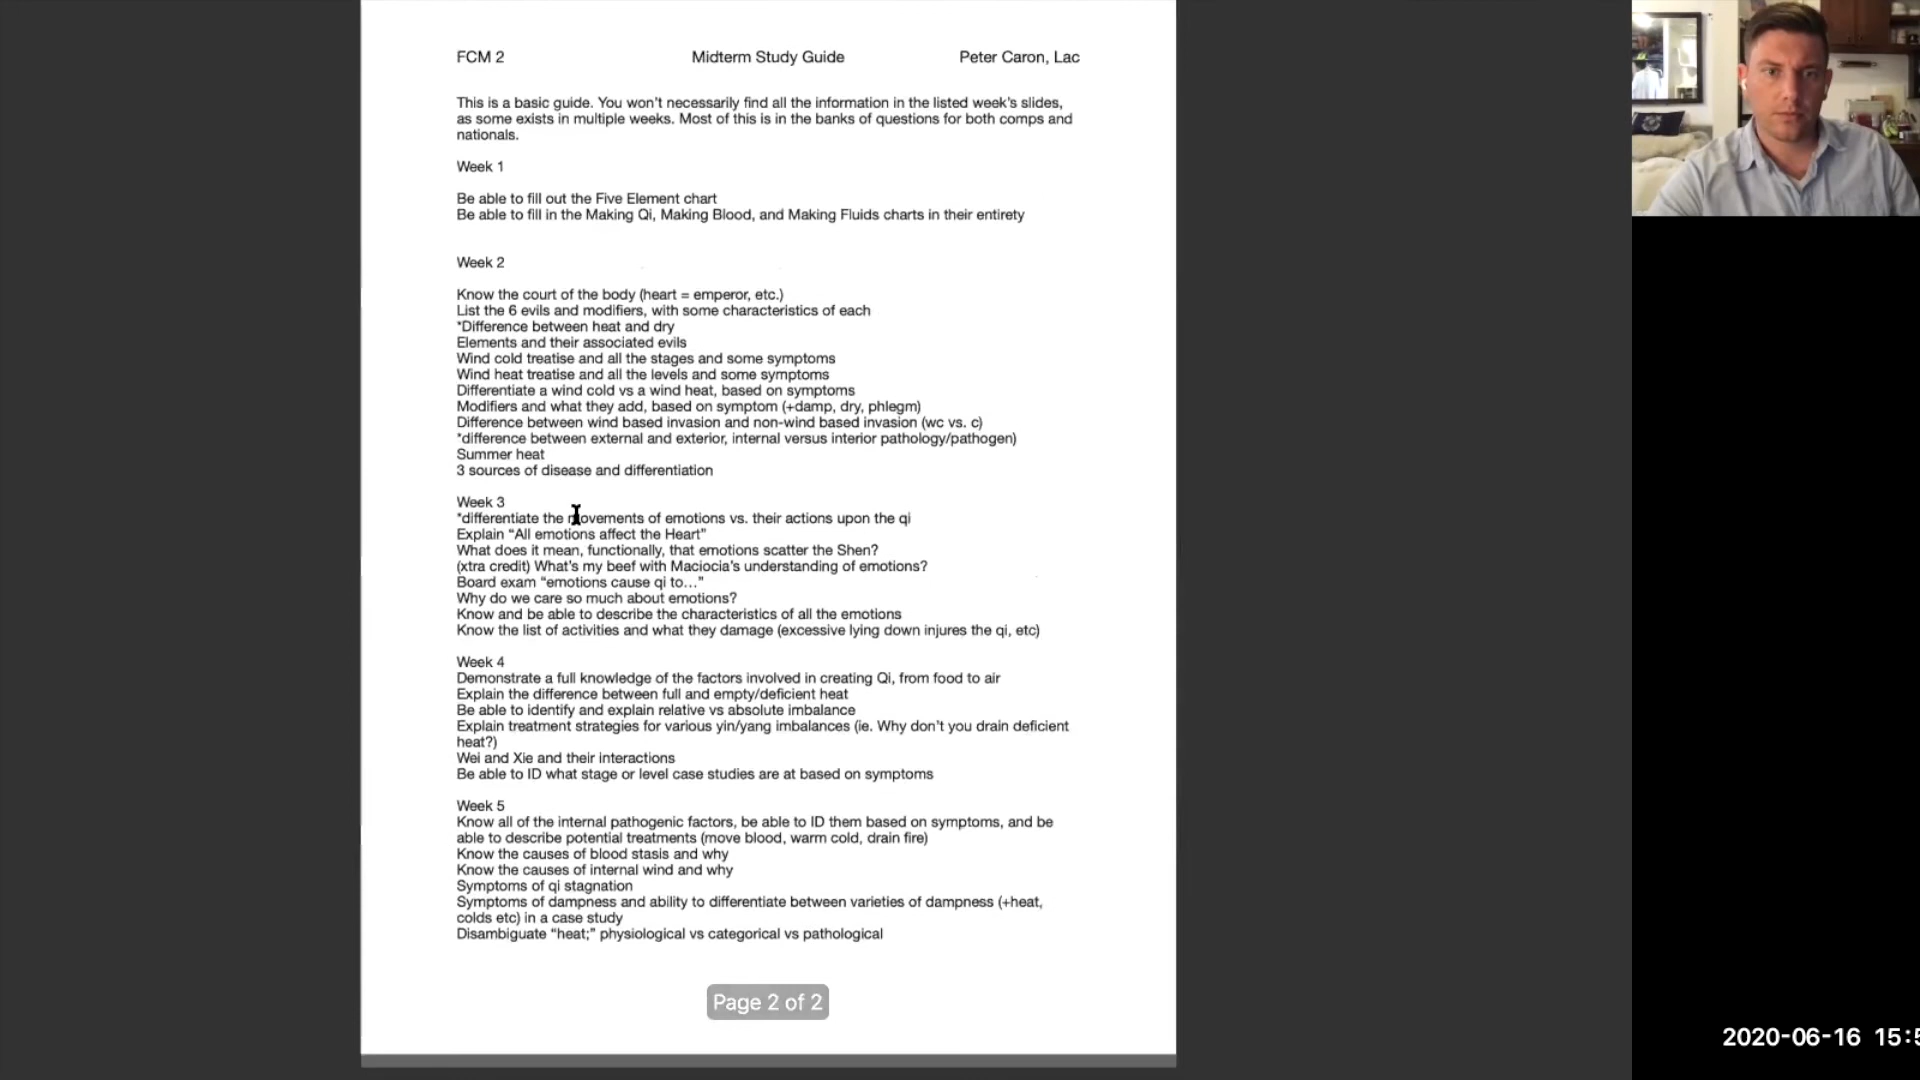 FCM 2 Midterm Study Guide Peter Caron, Lac
This is a basic guide. You won't necessarily find all the information in the listed week's slides,
as some exists in multiple weeks. Most of this is in the banks of questions for both comps and
nationals.
Week 1
Be able to fill out the Five Element chart
Be able to fill in the Making Qi, Making Blood, and Making Fluids charts in their entirety
Week 2
Know the court of the body (heart = emperor, etc.)
List the 6 evils and modifiers, with some characteristics of each
*Difference between heat and dry
Elements and their associated evils
Wind cold treatise and all the stages and some symptoms
Wind heat treatise and all the levels and some symptoms
Differentiate a wind cold vs a wind heat, based on symptoms
Modifiers and what they add, based on symptom (+damp, dry, phlegm)
Difference between wind based invasion and non-wind based invasion (wc vs. c)
*difference between external and exterior, internal versus interior pathology/pathogen)
Summer heat
3 sources of disease and differentiation
Week 3
*differentiate the movements of emotions vs. their actions upon the qi
Explain “All emotions affect the Heart”
What does it mean, functionally, that emotions scatter the Shen?
(xtra credit) What's my beef with Maciocia's understanding of emotions?
Board exam “emotions cause qi to…”
Why do we care so much about emotions?
Know and be able to describe the characteristics of all the emotions
Know the list of activities and what they damage (excessive lying down injures the qi, etc)
Week 4
Demonstrate a full knowledge of the factors involved in creating Qi, from food to air
Explain the difference between full and empty/deficient heat
Be able to identify and explain relative vs absolute imbalance
Explain treatment strategies for various yin/yang imbalances (ie. Why don't you drain deficient
heat?)
Wei and Xie and their interactions
Be able to ID what stage or level case studies are at based on symptoms
Week 5
Know all of the internal pathogenic factors, be able to ID them based on symptoms, and be
able to describe potential treatments (move blood, warm cold, drain fire)
Know the causes of blood stasis and why
Know the causes of internal wind and why
Symptoms of qi stagnation
Symptoms of dampness and ability to differentiate between varieties of dampness (+heat,
colds etc) in a case study
Disambiguate “heat;” physiological vs categorical vs pathological
Page 2 of 2
2020-06-16 15:5